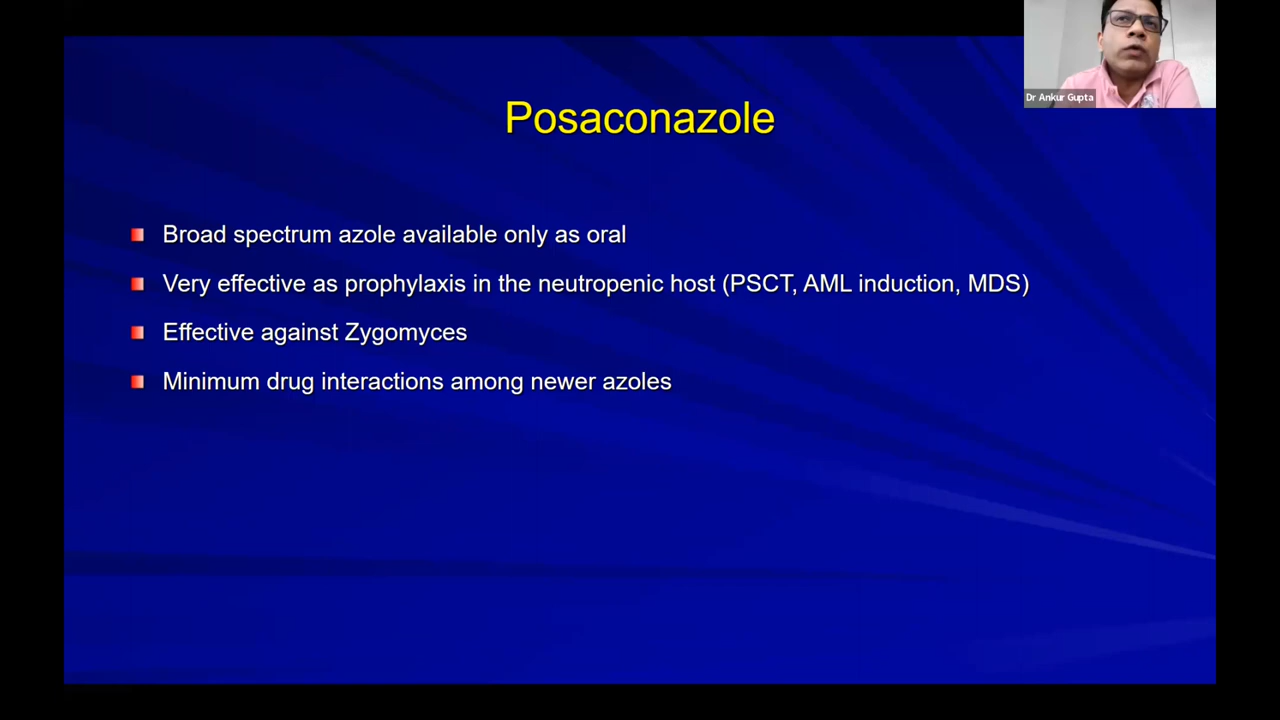 Dr Ankur Gupta
Posaconazole
Broad spectrum azole available only as oral
Very effective as prophylaxis in the neutropenic host (PSCT, AML induction, MDS)
Effective against Zygomyces
Minimum drug interactions among newer azoles